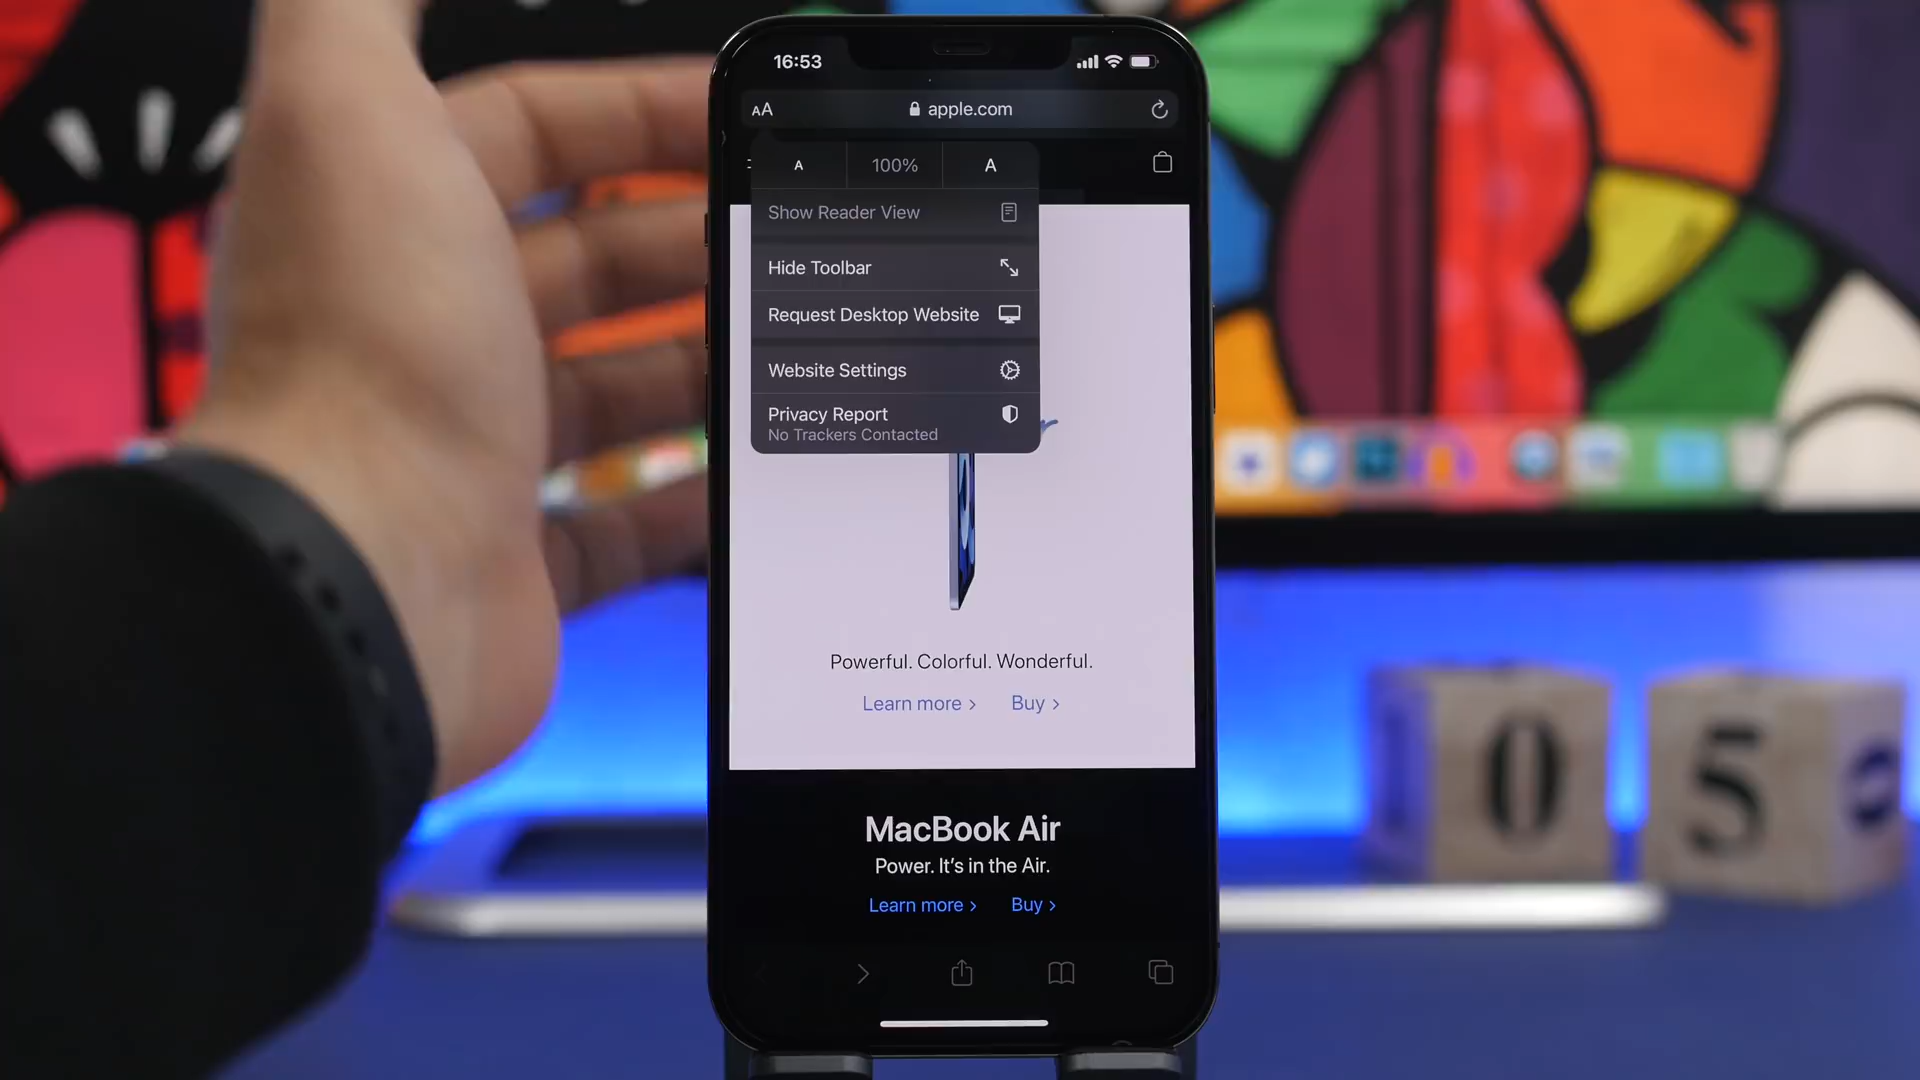 16:53
AA apple.com
A 100% A
Show Reader View
Hide Toolbar
Request Desktop Website
Website Settings
Privacy Report
No Trackers Contacted
Powerful. Colorful. Wonderful.
Learn more > Buy >
MacBook Air
Power. It's in the Air.
Learn more > Buy >
0 5